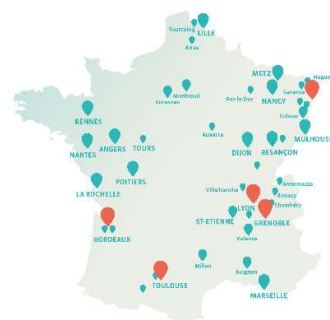 Tourcoing
LILLE
Arras
METZ
Haguenau
Saverne
Montreuil
Bar-le-Duc
NANCY
Suresnes
Colmar
RENNES
Auxerre
MULHOUSE
ANGERS
TOURS
DIJON
BESANÇON
NANTES
POITIERS
Annemasse
LA ROCHELLE
Villefranche
Annecy
LYON
Chambéry
ST-ETIENNE
GRENOBLE
BORDEAUX
Valence
Millau
Avignon
TOULOUSE
MARSEILLE